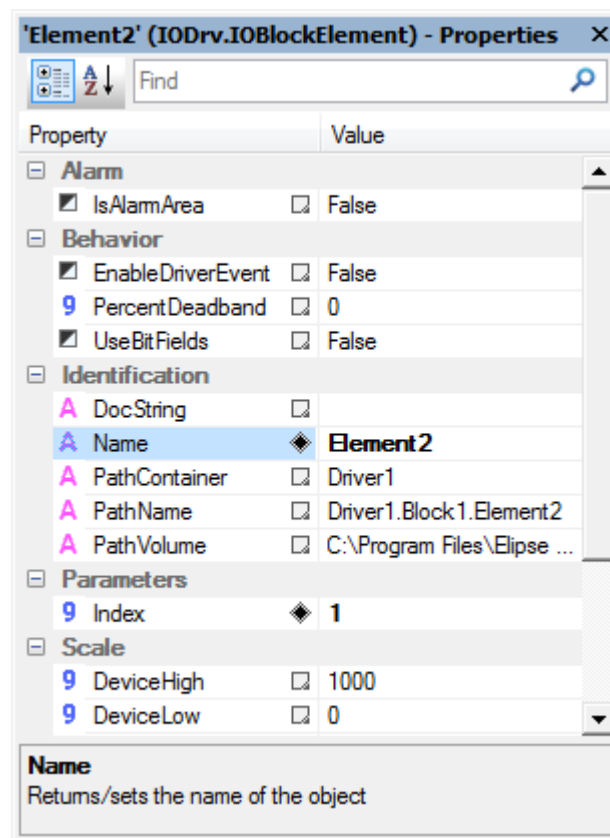 'Element2' (IODrv.IOBlockElement) - Properties
Find
Property Value
Alarm
IsAlarmArea False
Behavior
EnableDriverEvent False
PercentDeadband 0
UseBitFields False
Identification
DocString
Name Element2
PathContainer Driver1
PathName Driver1.Block1.Element2
PathVolume C:\Program Files\Elipse ...
Parameters
Index 1
Scale
DeviceHigh 1000
DeviceLow 0
Name
Returns/sets the name of the object